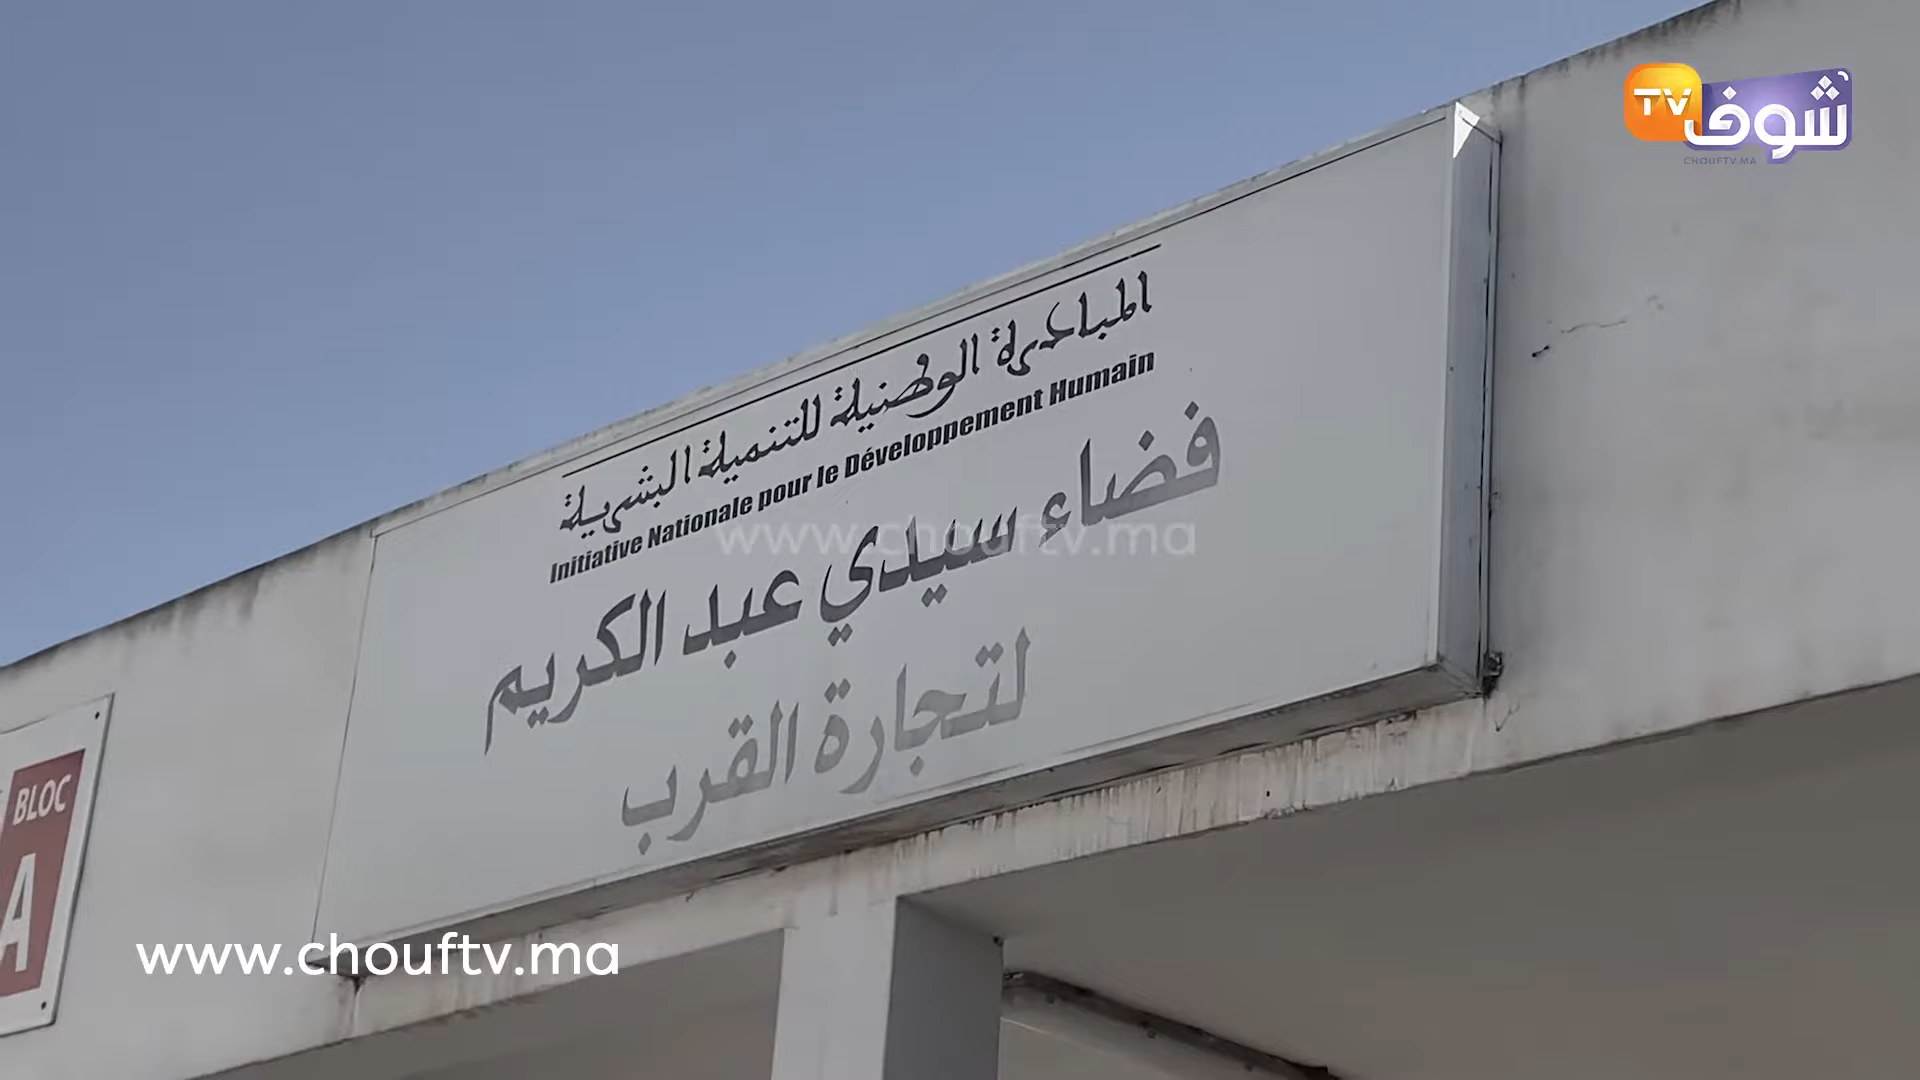 TV شوف
CHOUFTV.MA
المبادرة الوطنية للتنمية البشرية
Initiative Nationale pour le Développement Humain
www.chouftv.ma
فضاء سيدي عبد الكريم
لتجارة القرب
BLOC
A
www.chouftv.ma